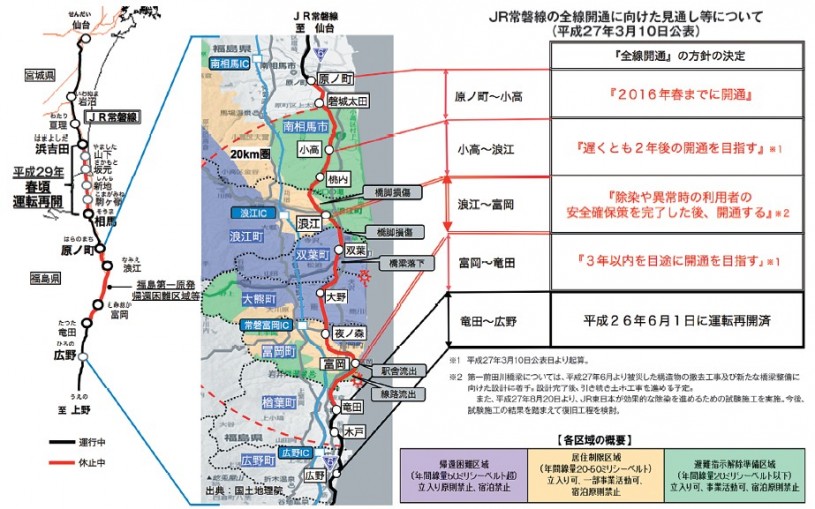 せんだい
仙台
宮城県
いわぬま
岩沼
わたり
亘理
JR常磐線
はまよしだ
浜吉田
やました
山下
さかもと
坂元
しんち
新地
こまがみね
駒ヶ嶺
そうま
相馬
平成29年
春頃
運転再開
はらのまち
原ノ町
福島県
なみえ
浪江
福島第一原発
帰還困難区域等
とみおか
富岡
たつた
竜田
ひろの
広野
うえの
至 上野
運行中
休止中
JR常磐線
至 仙台
福島県
南相馬IC
南相馬市
原ノ町
磐城太田
20km圏
小高
桃内
橋脚損傷
浪江IC
浪江
浪江町
橋脚損傷
双葉町
双葉
橋梁落下
大野
大熊町
常磐富岡IC
夜ノ森
富岡町
富岡
駅舎流出
線路流出
楢葉町
竜田
木戸
福島県
広野町
広野IC
広野
出典:国土地理院
JR常磐線の全線開通に向けた見通し等について
(平成27年3月10日公表)
『全線開通』の方針の決定
原ノ町〜小高
『2016年春までに開通』
小高〜浪江
『遅くとも2年後の開通を目指す』※1
浪江〜富岡
『除染や異常時の利用者の
安全確保策を完了した後、開通する』※2
富岡〜竜田
『3年以内を目途に開通を目指す』※1
竜田〜広野
平成26年6月1日に運転再開済
※1 平成27年3月10日公表日より起算。
※2 第一前田川橋梁については、平成27年6月より被災した構造物の撤去工事及び新たな橋梁整備に
向けた設計に着手。設計完了後、引き続き土木工事を進める予定。
また、平成27年8月20日より、JR東日本が効果的な除染を進めるための試験施工を実施。今後、
試験施工の結果を踏まえて復旧工程を検討。
【各区域の概要】
帰還困難区域
(年間線量50ミリシーベルト超)
立入り原則禁止、宿泊禁止
居住制限区域
(年間線量20-50ミリシーベルト)
立入り可、一部事業活動可、
宿泊原則禁止
避難指示解除準備区域
(年間線量20ミリシーベルト以下)
立入り可、事業活動可、宿泊原則禁止